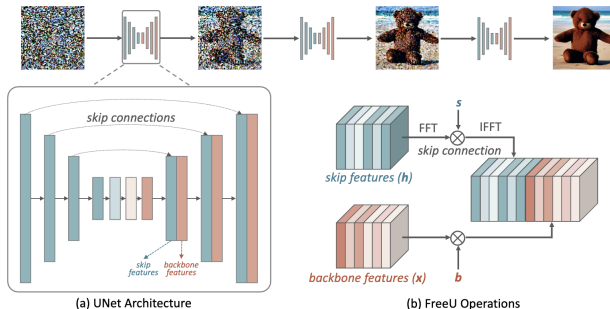 skip connections
skip
features
backbone
features
(a) UNet Architecture
s
FFT
IFFT
skip connection
skip features (h)
backbone features (x)
b
(b) FreeU Operations